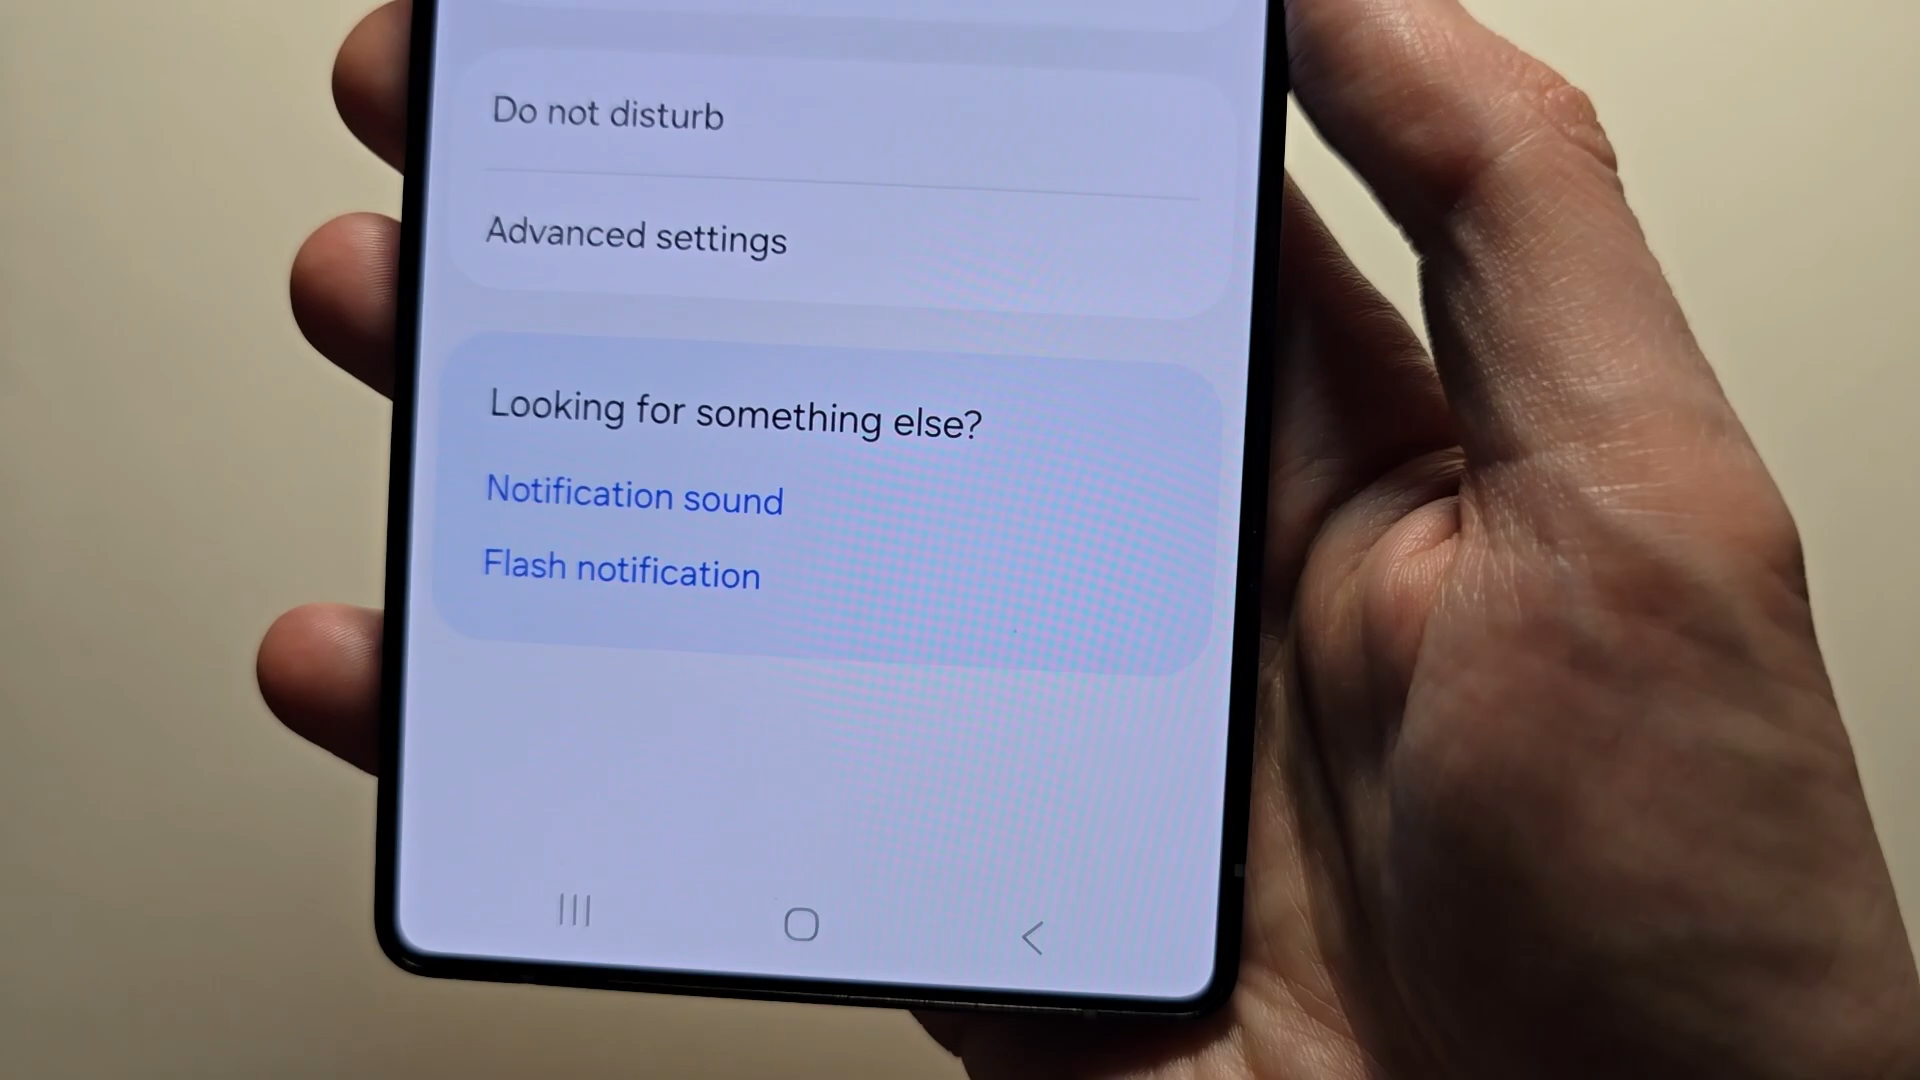 Do not disturb
Advanced settings
Looking for something else?
Notification sound
Flash notification